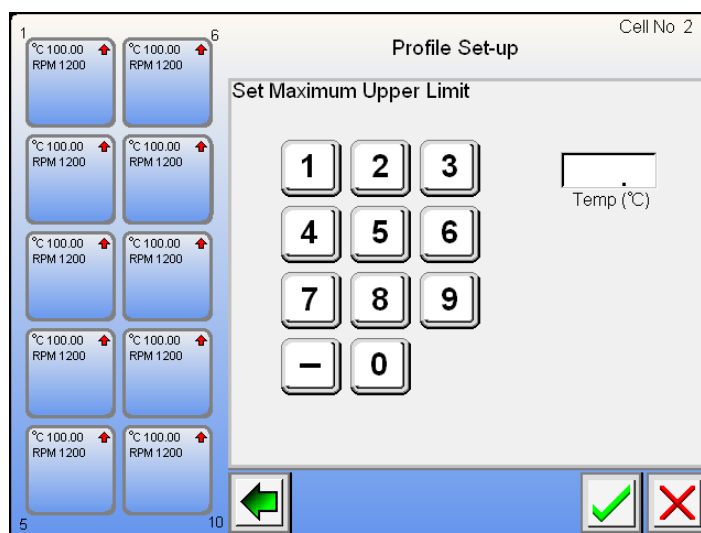 Cell No 2
Profile Set-up
1
6
°C 100.00
RPM 1200
°C 100.00
RPM 1200
°C 100.00
RPM 1200
°C 100.00
RPM 1200
°C 100.00
RPM 1200
°C 100.00
RPM 1200
°C 100.00
RPM 1200
°C 100.00
RPM 1200
°C 100.00
RPM 1200
°C 100.00
RPM 1200
5
10
Set Maximum Upper Limit
1 2 3
4 5 6
7 8 9
– 0
.
Temp (°C)